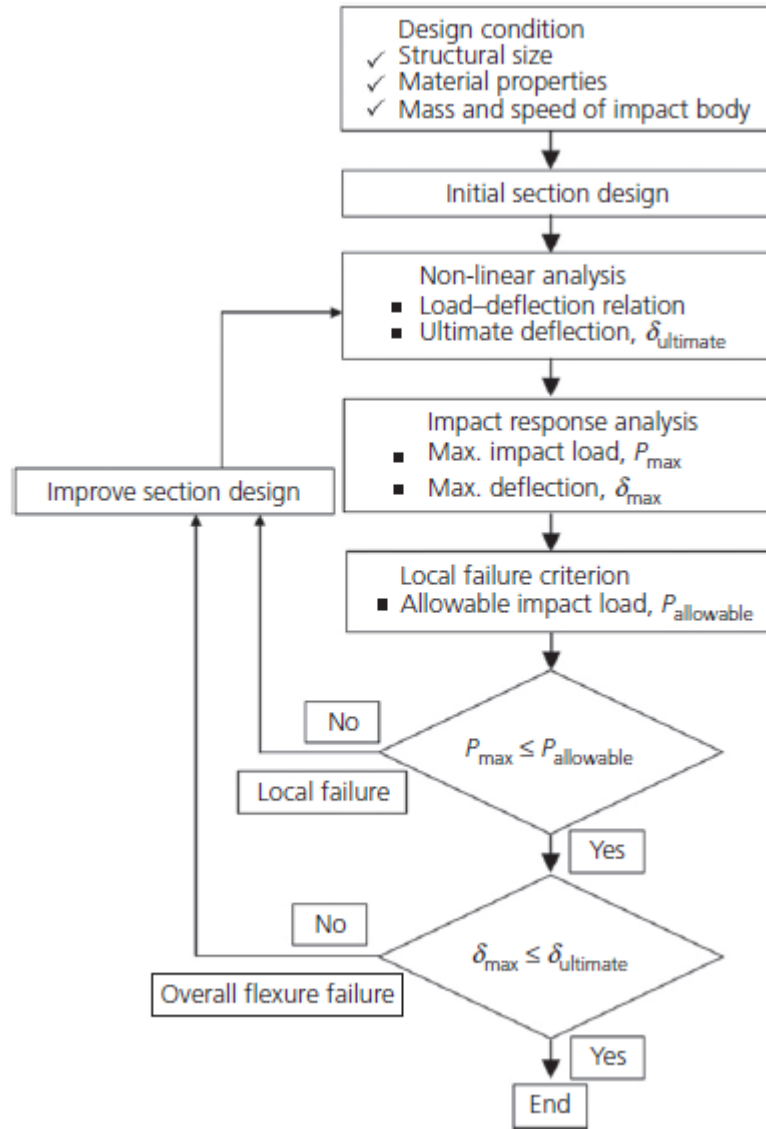 Design condition
✓ Structural size
✓ Material properties
✓ Mass and speed of impact body
Initial section design
Non-linear analysis
▪ Load–deflection relation
▪ Ultimate deflection, δultimate
Impact response analysis
▪ Max. impact load, Pmax
▪ Max. deflection, δmax
Improve section design
Local failure criterion
▪ Allowable impact load, Pallowable
No
Pmax ≤ Pallowable
Local failure
Yes
No
δmax ≤ δultimate
Overall flexure failure
Yes
End